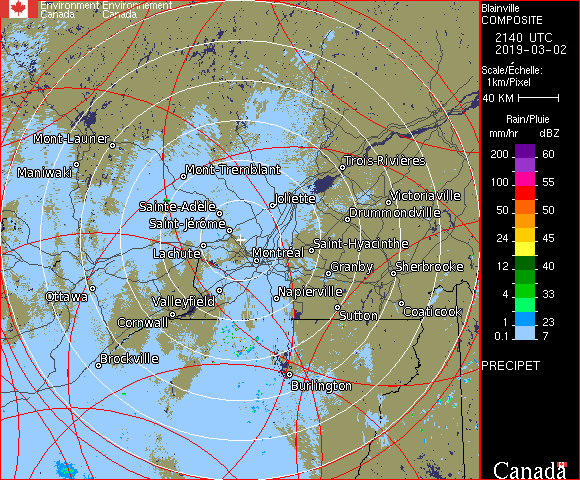 Environment Environnement
Canada Canada
Blainville
COMPOSITE
2140 UTC
2019-03-02
Scale/Échelle:
1km/Pixel
40 KM
Rain/Pluie
mm/hr dBZ
200 60
100 55
50 50
24 45
12 40
4 33
1 23
0.1 7
PRECIPET
Canada
Mont-Laurier
Maniwaki
Mont-Tremblant
Trois-Rivières
Victoriaville
Joliette
Sainte-Adèle
Drummondville
Saint-Jérôme
Lachute
Montréal
Saint-Hyacinthe
Granby
Sherbrooke
Ottawa
Valleyfield
Napierville
Sutton
Coaticook
Cornwall
Brockville
Burlington